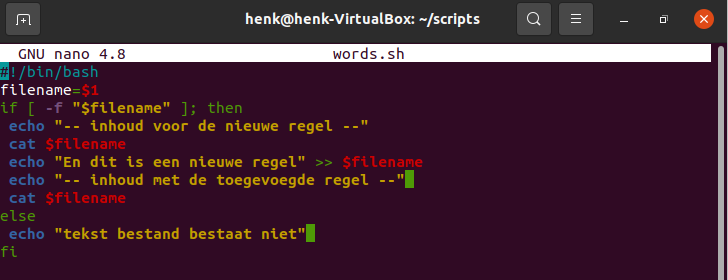 henk@henk-VirtualBox: ~/scripts
GNU nano 4.8 words.sh
#!/bin/bash
filename=$1
if [ -f "$filename" ]; then
echo "-- inhoud voor de nieuwe regel --"
cat $filename
echo "En dit is een nieuwe regel" >> $filename
echo "-- inhoud met de toegevoegde regel --"
cat $filename
else
echo "tekst bestand bestaat niet"
fi